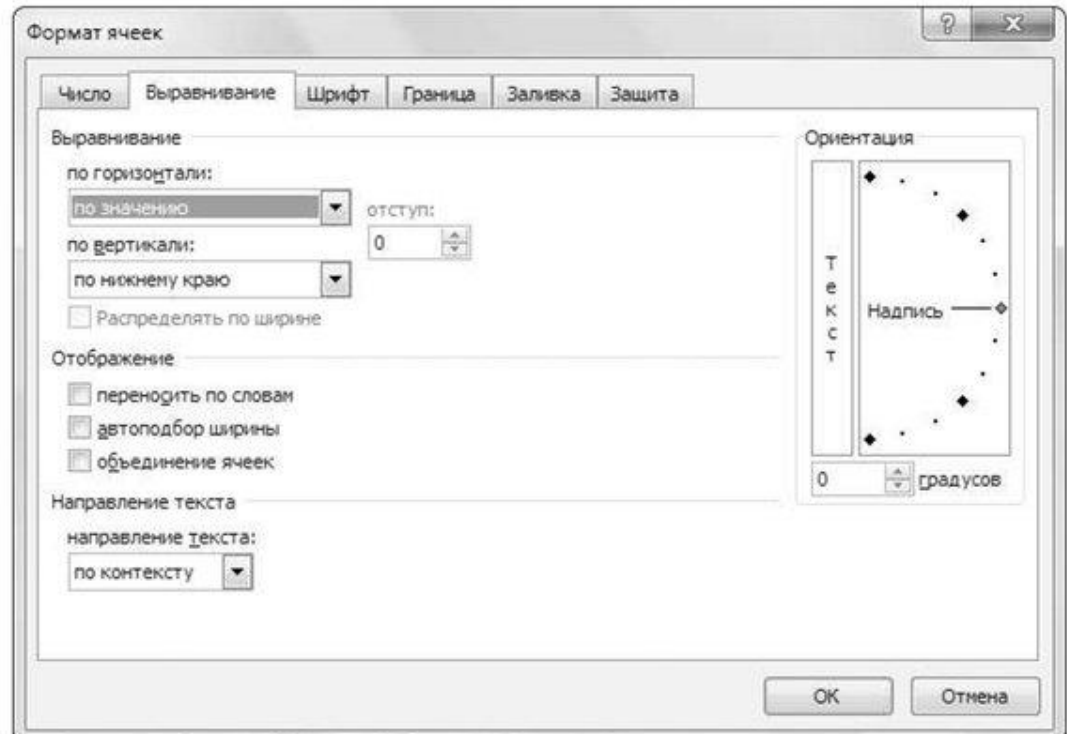 Формат ячеек
Число Выравнивание Шрифт Граница Заливка Защита
Выравнивание
по горизонтали:
по значению
отступ:
0
по вертикали:
по нижнему краю
Распределять по ширине
Отображение
переносить по словам
автоподбор ширины
объединение ячеек
Направление текста
направление текста:
по контексту
Ориентация
Текст
Надпись
0 градусов
ОК Отмена